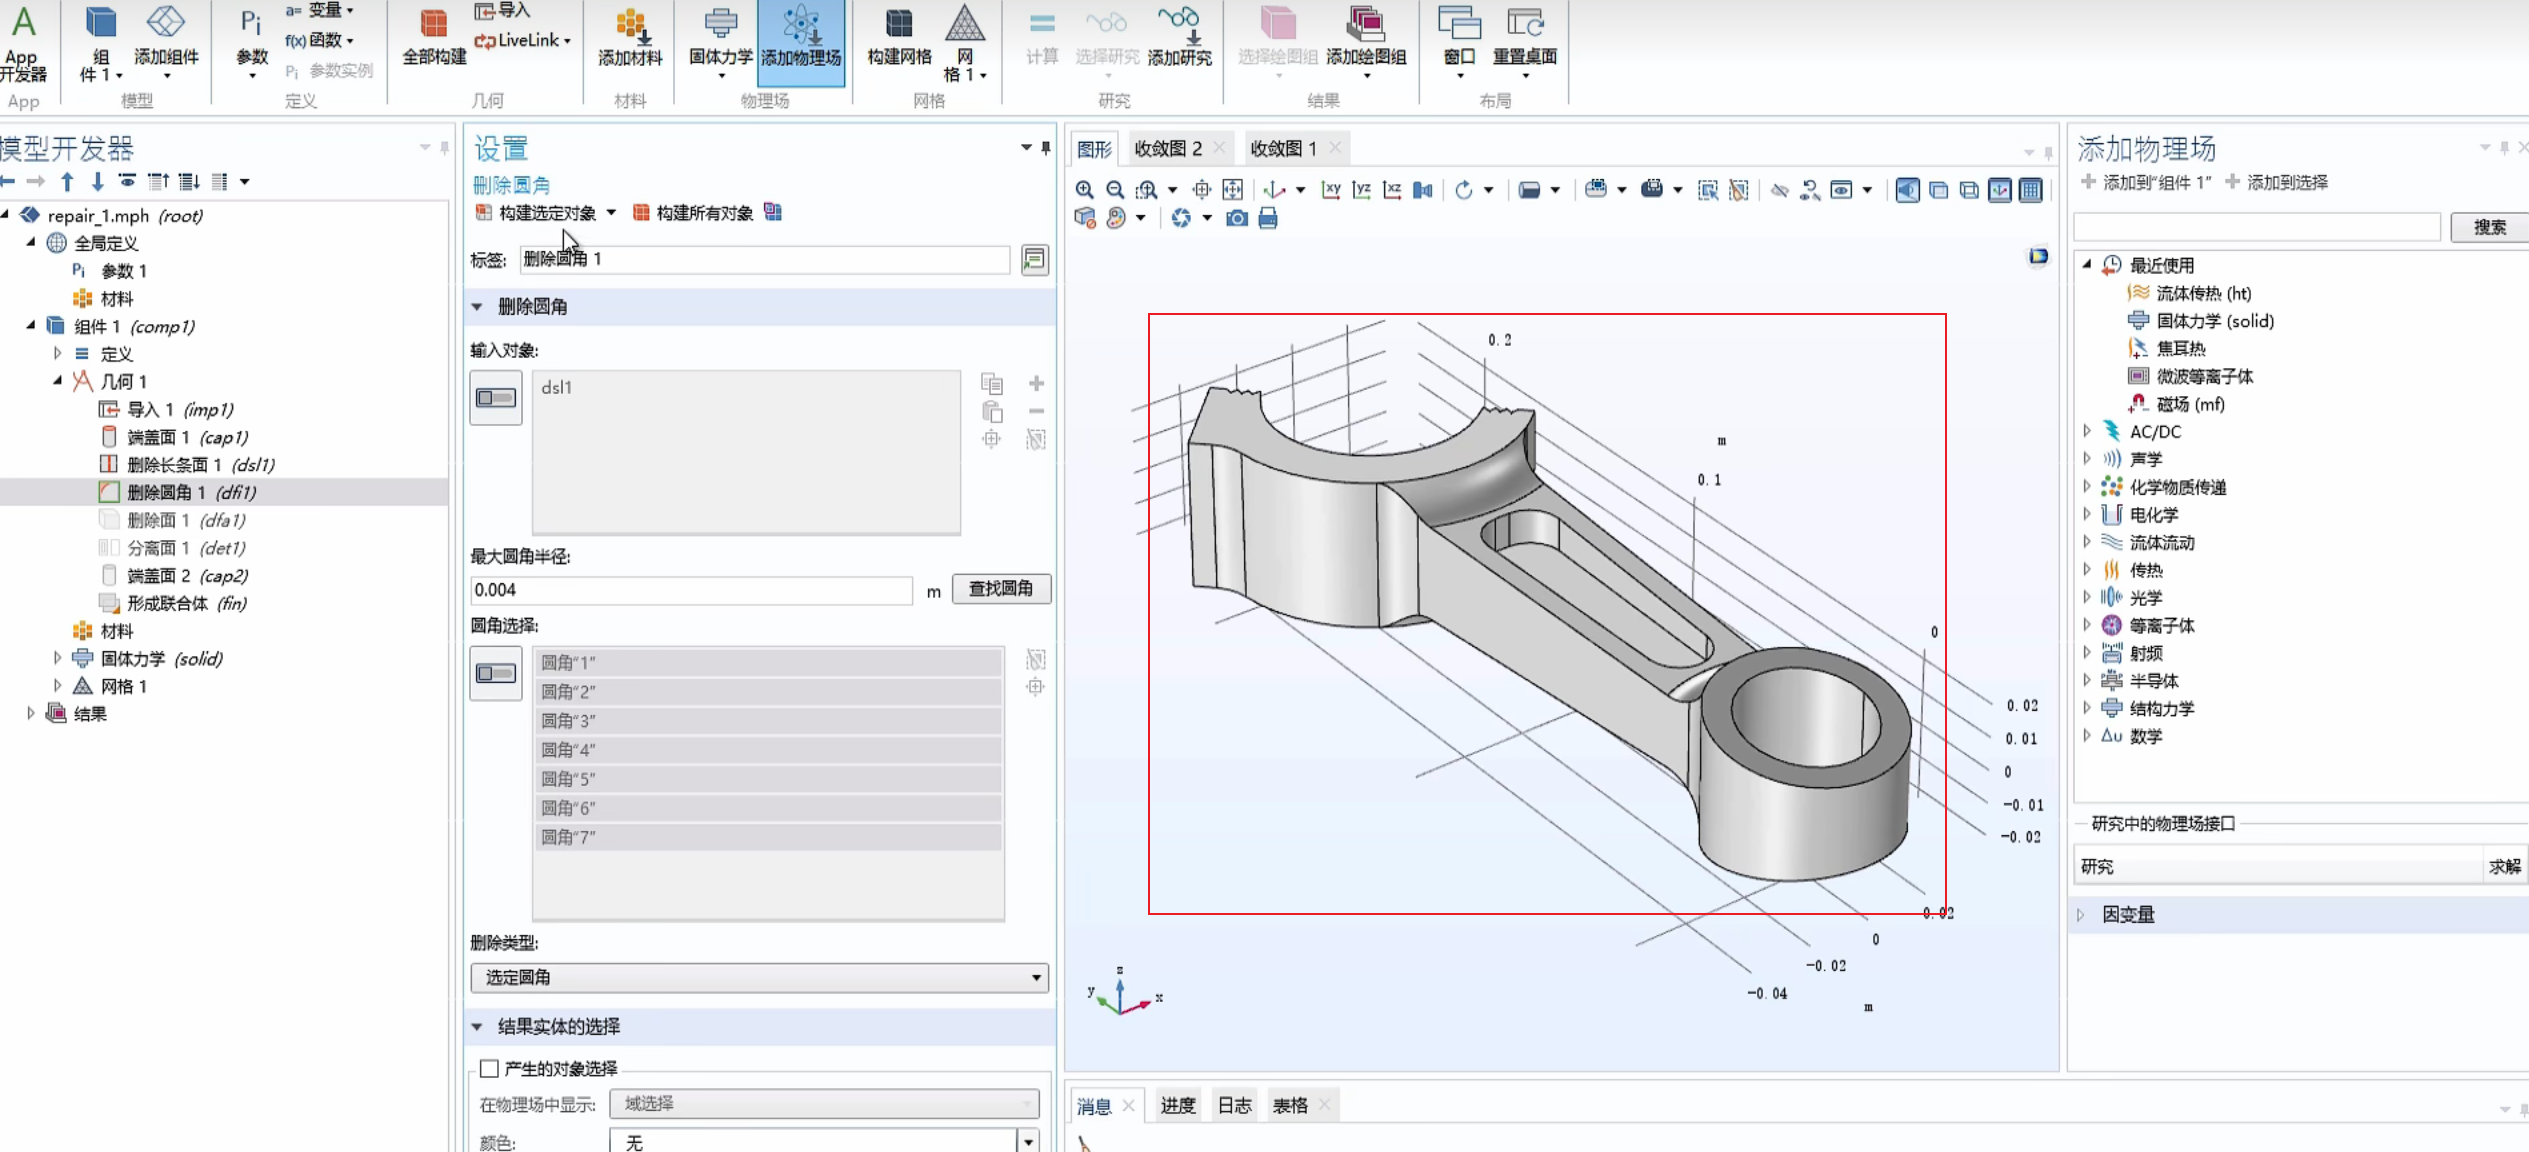 A
App
开发器
App
组
件 1
添加组件
模型
Pi
参数
a= 变量
f(x) 函数
Pi 参数实例
定义
全部构建
导入
LiveLink
几何
添加材料
材料
固体力学
添加物理场
物理场
构建网格
网
格 1
网格
计算
选择研究
添加研究
研究
选择绘图组
添加绘图组
结果
窗口
重置桌面
布局
模型开发器
repair_1.mph (root)
全局定义
Pi 参数 1
材料
组件 1 (comp1)
定义
几何 1
导入 1 (imp1)
端盖面 1 (cap1)
删除长条面 1 (dsl1)
删除圆角 1 (dfi1)
删除面 1 (dfa1)
分离面 1 (det1)
端盖面 2 (cap2)
形成联合体 (fin)
材料
固体力学 (solid)
网格 1
结果
设置
删除圆角
构建选定对象
构建所有对象
标签: 删除圆角 1
删除圆角
输入对象:
dsl1
最大圆角半径:
0.004 m 查找圆角
圆角选择:
圆角“1”
圆角“2”
圆角“3”
圆角“4”
圆角“5”
圆角“6”
圆角“7”
删除类型:
选定圆角
结果实体的选择
产生的对象选择
在物理场中显示: 域选择
颜色: 无
图形 收敛图 2 收敛图 1
xy yz xz
0.2
m
0.1
0
0.02
0.01
0
-0.01
-0.02
0.02
0
-0.02
-0.04
m
z
y
x
消息 进度 日志 表格
添加物理场
添加到“组件 1” 添加到选择
搜索
最近使用
流体传热 (ht)
固体力学 (solid)
焦耳热
微波等离子体
磁场 (mf)
AC/DC
声学
化学物质传递
电化学
流体流动
传热
光学
等离子体
射频
半导体
结构力学
Δu 数学
研究中的物理场接口
研究 求解
因变量